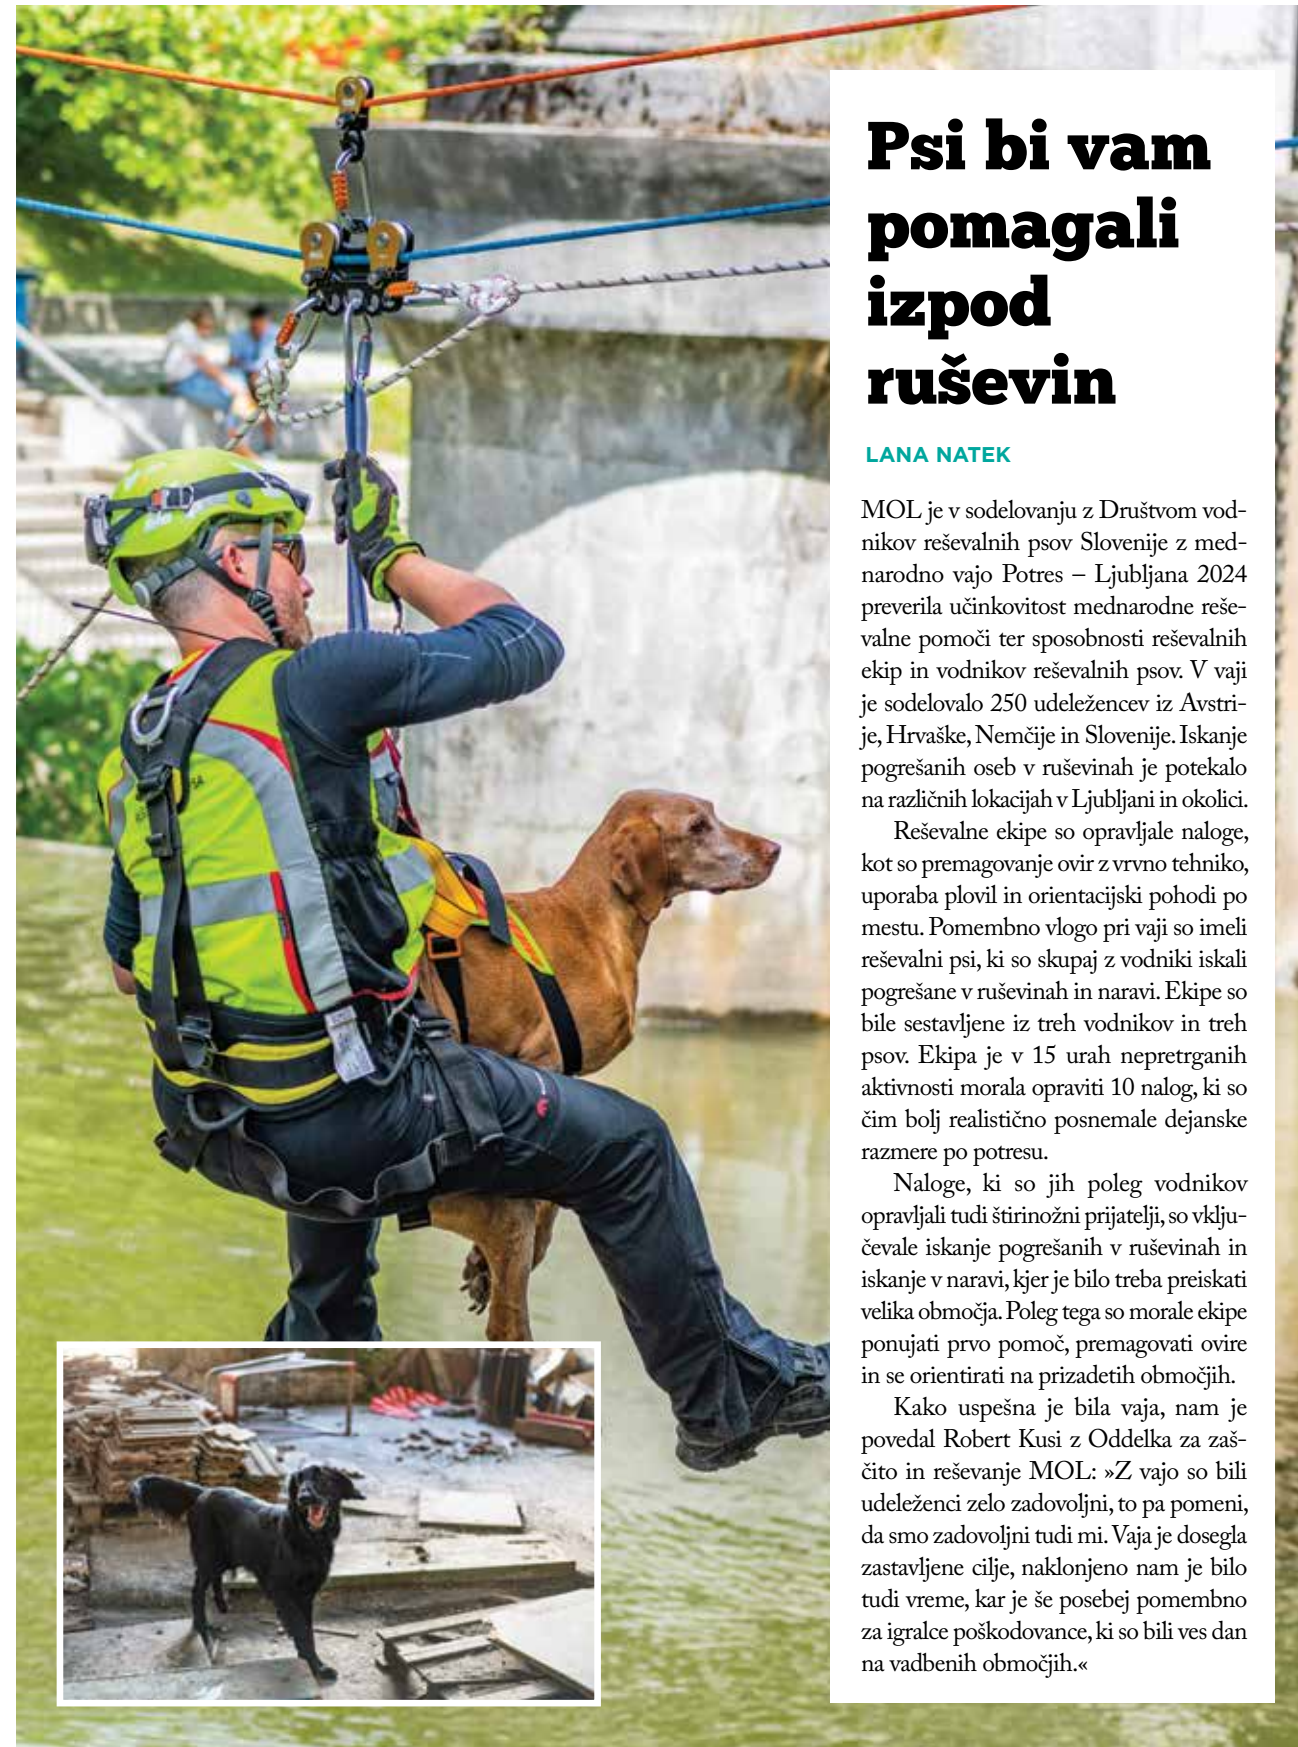 Psi bi vam
pomagali
izpod
ruševin
LANA NATEK
MOL je v sodelovanju z Društvom vod-
nikov reševalnih psov Slovenije z med-
narodno vajo Potres – Ljubljana 2024
preverila učinkovitost mednarodne reše-
valne pomoči ter sposobnosti reševalnih
ekip in vodnikov reševalnih psov. V vaji
je sodelovalo 250 udeležencev iz Avstri-
je, Hrvaške, Nemčije in Slovenije. Iskanje
pogrešanih oseb v ruševinah je potekalo
na različnih lokacijah v Ljubljani in okolici.
Reševalne ekipe so opravljale naloge,
kot so premagovanje ovir z vrvno tehniko,
uporaba plovil in orientacijski pohodi po
mestu. Pomembno vlogo pri vaji so imeli
reševalni psi, ki so skupaj z vodniki iskali
pogrešane v ruševinah in naravi. Ekipe so
bile sestavljene iz treh vodnikov in treh
psov. Ekipa je v 15 urah nepretrganih
aktivnosti morala opraviti 10 nalog, ki so
čim bolj realistično posnemale dejanske
razmere po potresu.
Naloge, ki so jih poleg vodnikov
opravljali tudi štirinožni prijatelji, so vklju-
čevale iskanje pogrešanih v ruševinah in
iskanje v naravi, kjer je bilo treba preiskati
velika območja. Poleg tega so morale ekipe
ponujati prvo pomoč, premagovati ovire
in se orientirati na prizadetih območjih.
Kako uspešna je bila vaja, nam je
povedal Robert Kusi z Oddelka za zaš-
čito in reševanje MOL: »Z vajo so bili
udeleženci zelo zadovoljni, to pa pomeni,
da smo zadovoljni tudi mi. Vaja je dosegla
zastavljene cilje, naklonjeno nam je bilo
tudi vreme, kar je še posebej pomembno
za igralce poškodovance, ki so bili ves dan
na vadbenih območjih.«